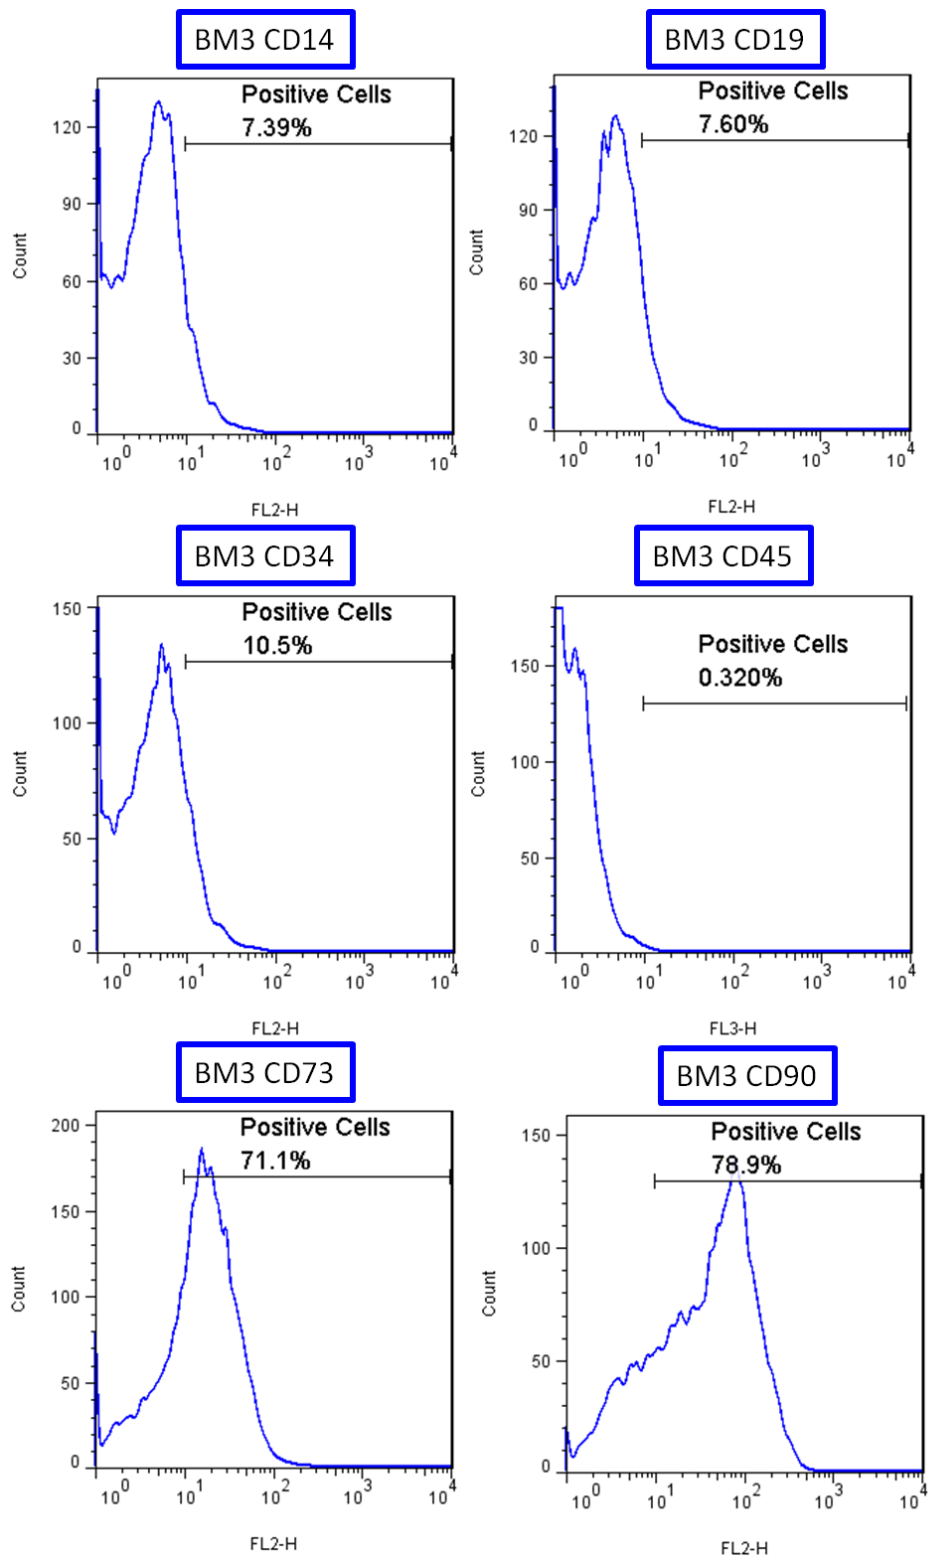 BM3 CD14
BM3 CD19
Positive Cells
7.39%
120
90
60
30
0
Count
10^0 10^1 10^2 10^3 10^4
FL2-H
Positive Cells
7.60%
120
90
60
30
0
Count
10^0 10^1 10^2 10^3 10^4
FL2-H
BM3 CD34
BM3 CD45
Positive Cells
10.5%
150
100
50
0
Count
10^0 10^1 10^2 10^3 10^4
FL2-H
Positive Cells
0.320%
150
100
50
0
Count
10^0 10^1 10^2 10^3 10^4
FL3-H
BM3 CD73
BM3 CD90
Positive Cells
71.1%
200
150
100
50
0
Count
10^0 10^1 10^2 10^3 10^4
FL2-H
Positive Cells
78.9%
150
100
50
0
Count
10^0 10^1 10^2 10^3 10^4
FL2-H